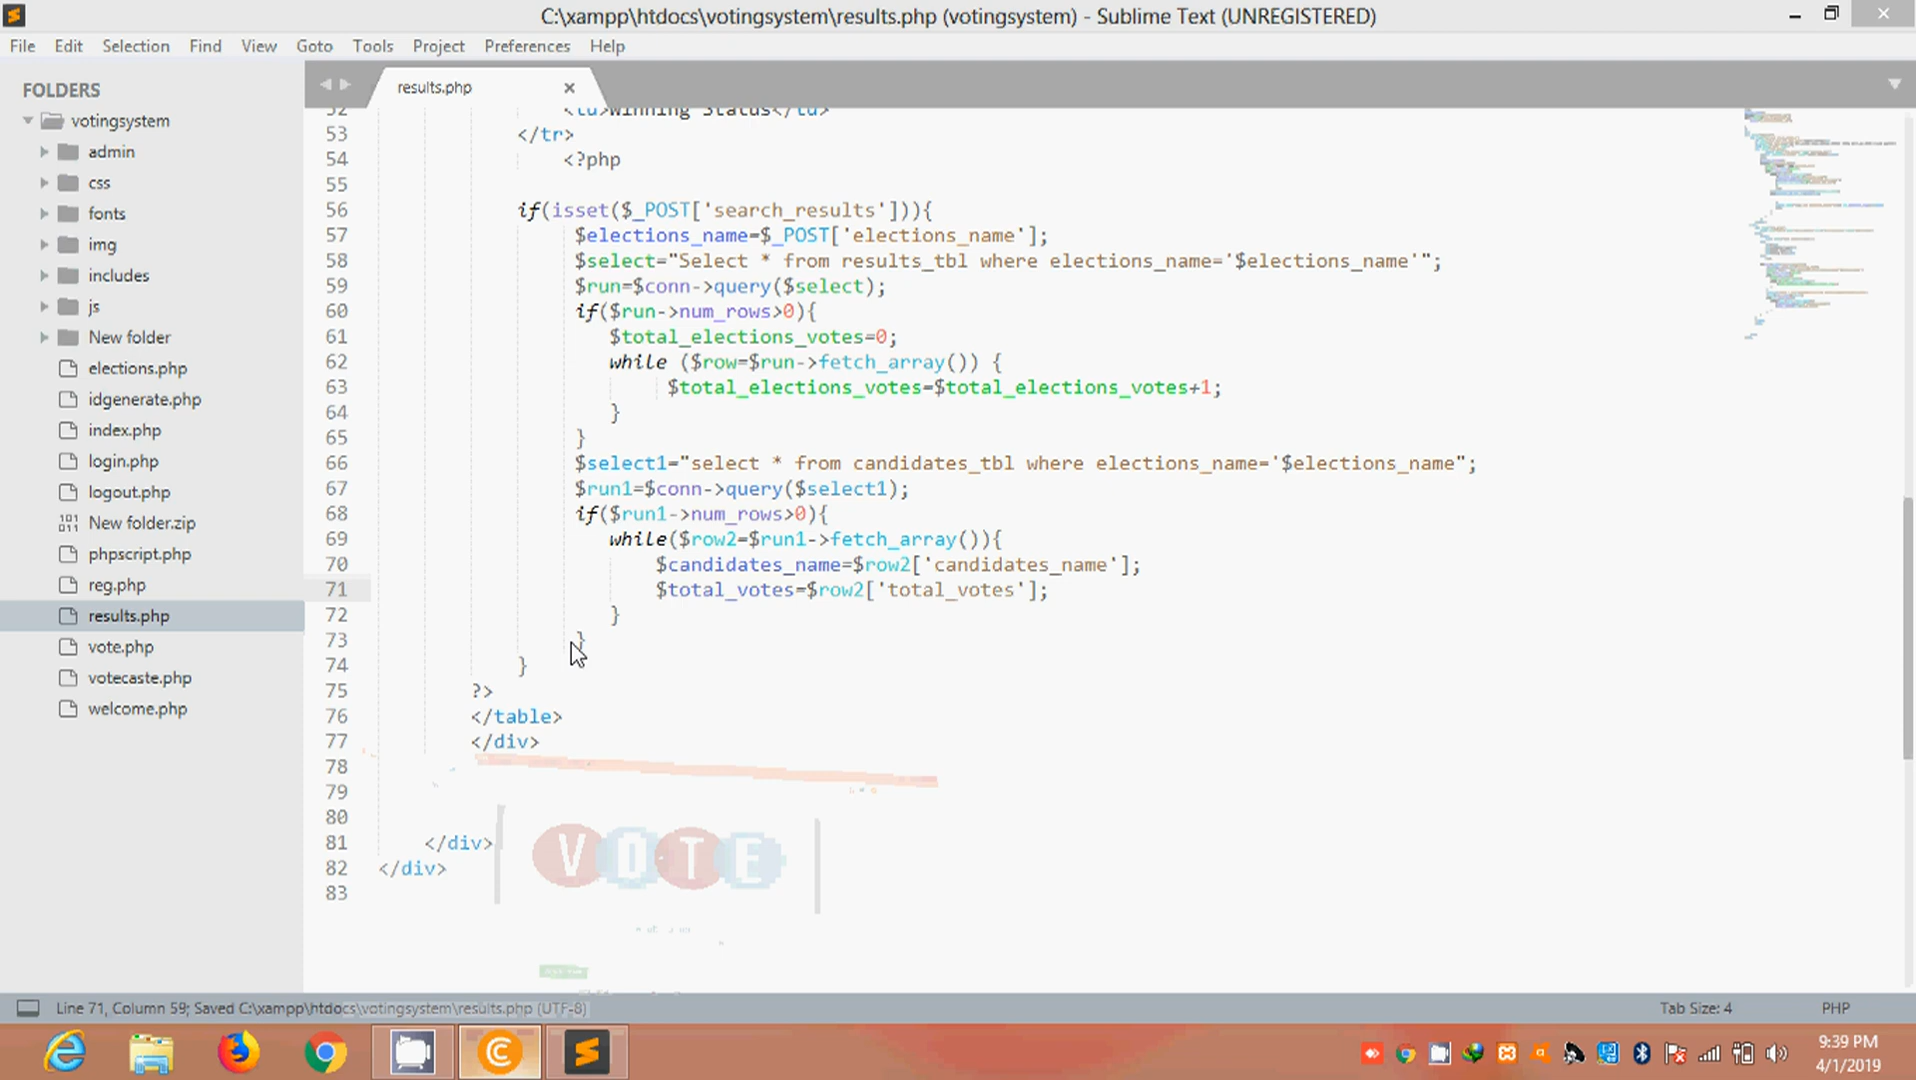 C:\xampp\htdocs\votingsystem\results.php (votingsystem) - Sublime Text (UNREGISTERED)
File Edit Selection Find View Goto Tools Project Preferences Help
FOLDERS
votingsystem
admin
css
fonts
img
includes
js
New folder
elections.php
idgenerate.php
index.php
login.php
logout.php
New folder.zip
phpscript.php
reg.php
results.php
vote.php
votecaste.php
welcome.php
results.php
52 <td>Winning Status</td>
53 </tr>
54 <?php
55
56 if(isset($_POST['search_results'])){
57 $elections_name=$_POST['elections_name'];
58 $select="Select * from results_tbl where elections_name='$elections_name'";
59 $run=$conn->query($select);
60 if($run->num_rows>0){
61 $total_elections_votes=0;
62 while ($row=$run->fetch_array()) {
63 $total_elections_votes=$total_elections_votes+1;
64 }
65 }
66 $select1="select * from candidates_tbl where elections_name='$elections_name";
67 $run1=$conn->query($select1);
68 if($run1->num_rows>0){
69 while($row2=$run1->fetch_array()){
70 $candidates_name=$row2['candidates_name'];
71 $total_votes=$row2['total_votes'];
72 }
73 }
74 }
75 ?>
76 </table>
77 </div>
78
79
80
81 </div>
82 </div>
83
VOTE
Line 71, Column 59; Saved C:\xampp\htdocs\votingsystem\results.php (UTF-8)
Tab Size: 4
PHP
9:39 PM
4/1/2019